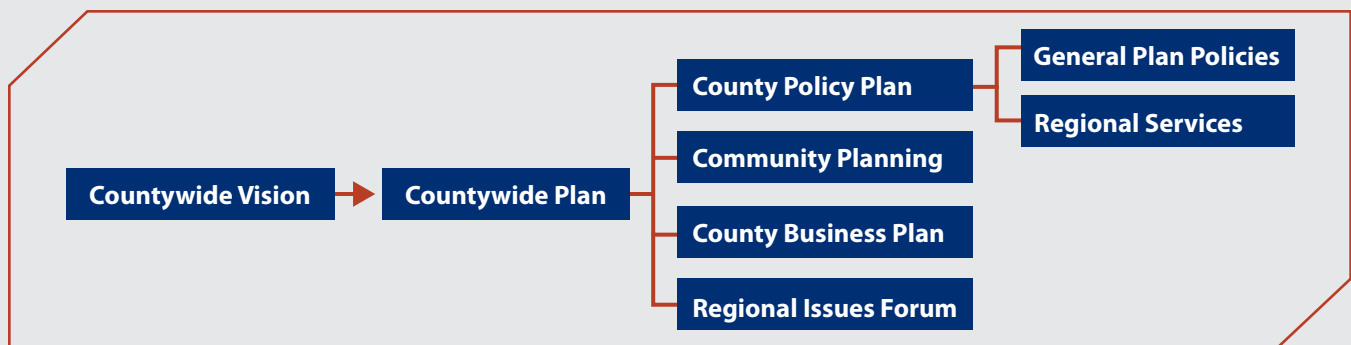 Countywide Vision
Countywide Plan
County Policy Plan
Community Planning
County Business Plan
Regional Issues Forum
General Plan Policies
Regional Services